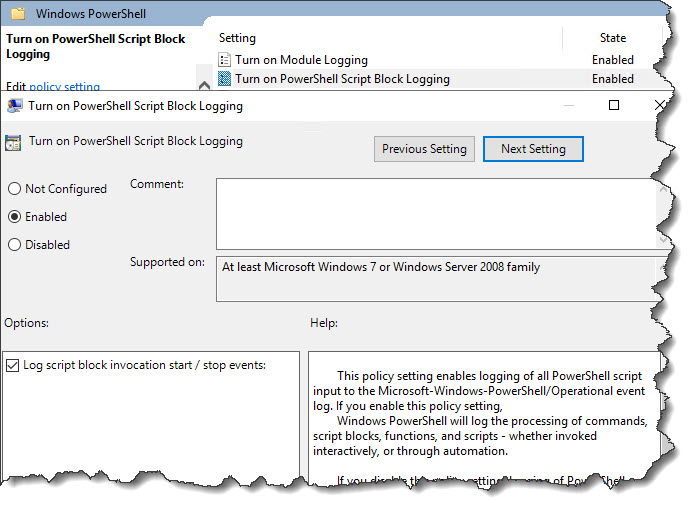 Windows PowerShell
Turn on PowerShell Script Block
Logging
Edit policy setting
Setting State
Turn on Module Logging Enabled
Turn on PowerShell Script Block Logging Enabled
Turn on PowerShell Script Block Logging
Turn on PowerShell Script Block Logging
Previous Setting Next Setting
Not Configured
Enabled
Disabled
Comment:
Supported on:
At least Microsoft Windows 7 or Windows Server 2008 family
Options:
Help:
Log script block invocation start / stop events:
This policy setting enables logging of all PowerShell script
input to the Microsoft-Windows-PowerShell/Operational event
log. If you enable this policy setting,
Windows PowerShell will log the processing of commands,
script blocks, functions, and scripts - whether invoked
interactively, or through automation.
If you of PowerShell